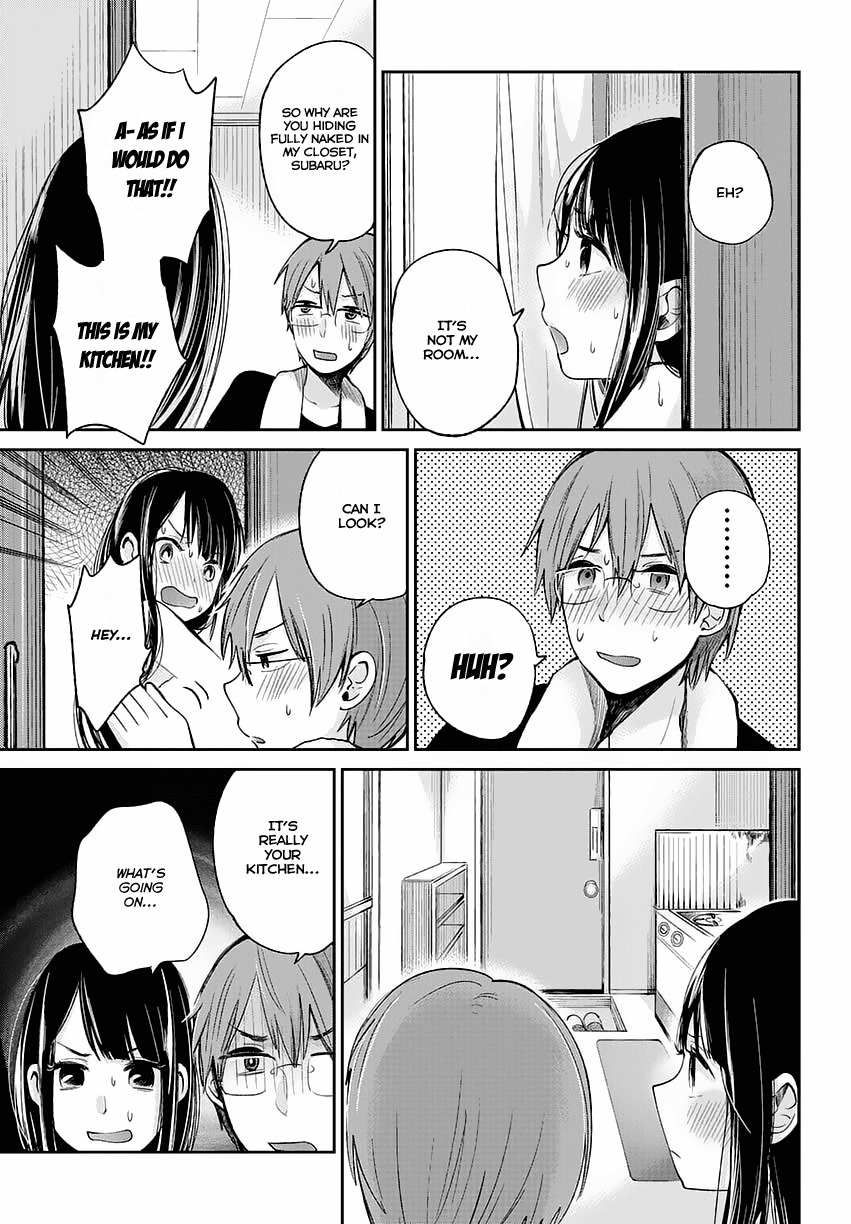 EH?
IT'S
NOT MY
ROOM...
SO WHY ARE
YOU HIDING
FULLY NAKED IN
MY CLOSET,
SUBARU?
A- AS IF I
WOULD DO
THAT!!
THIS IS MY
KITCHEN!!
........
HUH?
CAN I
LOOK?
HEY...
IT'S
REALLY
YOUR
KITCHEN...
WHAT'S
GOING
ON...